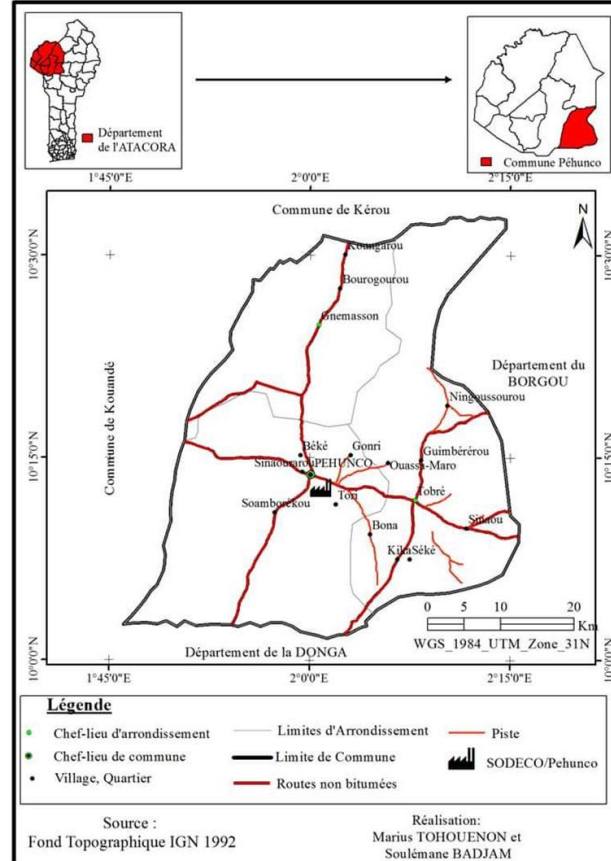 Département
de l'ATACORA
Commune Péhunco
1°45'0"E
2°0'0"E
2°15'0"E
Commune de Kérou
N
10°30'0"N
10°30'0"N
Koungarou
Bourogourou
Gnemasson
Commune de Kouandé
Département du
BORGOU
Ningoussourou
10°15'0"N
10°15'0"N
Béké
Gonri
Guimbérérou
PEHUNCO
Ouassa-Maro
Tori
Tobré
Soamborékou
Bona
Sinaou
KikaSéké
0 5 10 20
Km
WGS_1984_UTM_Zone_31N
10°0'0"N
10°0'0"N
Département de la DONGA
1°45'0"E
2°0'0"E
2°15'0"E
Légende
Chef-lieu d'arrondissement
Limites d'Arrondissement
Piste
Chef-lieu de commune
Limite de Commune
SODECO/Pehunco
Village, Quartier
Routes non bitumées
Source :
Fond Topographique IGN 1992
Réalisation:
Marius TOHOUENON et
Soulémane BADJAM